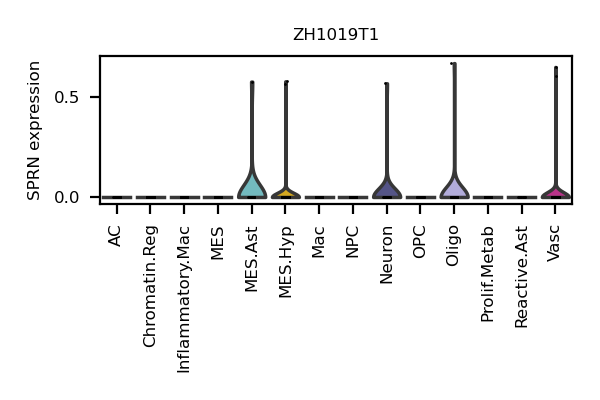 ZH1019T1
SPRN expression
0.5
0.0
AC
Chromatin.Reg
Inflammatory.Mac
MES
MES.Ast
MES.Hyp
Mac
NPC
Neuron
OPC
Oligo
Prolif.Metab
Reactive.Ast
Vasc